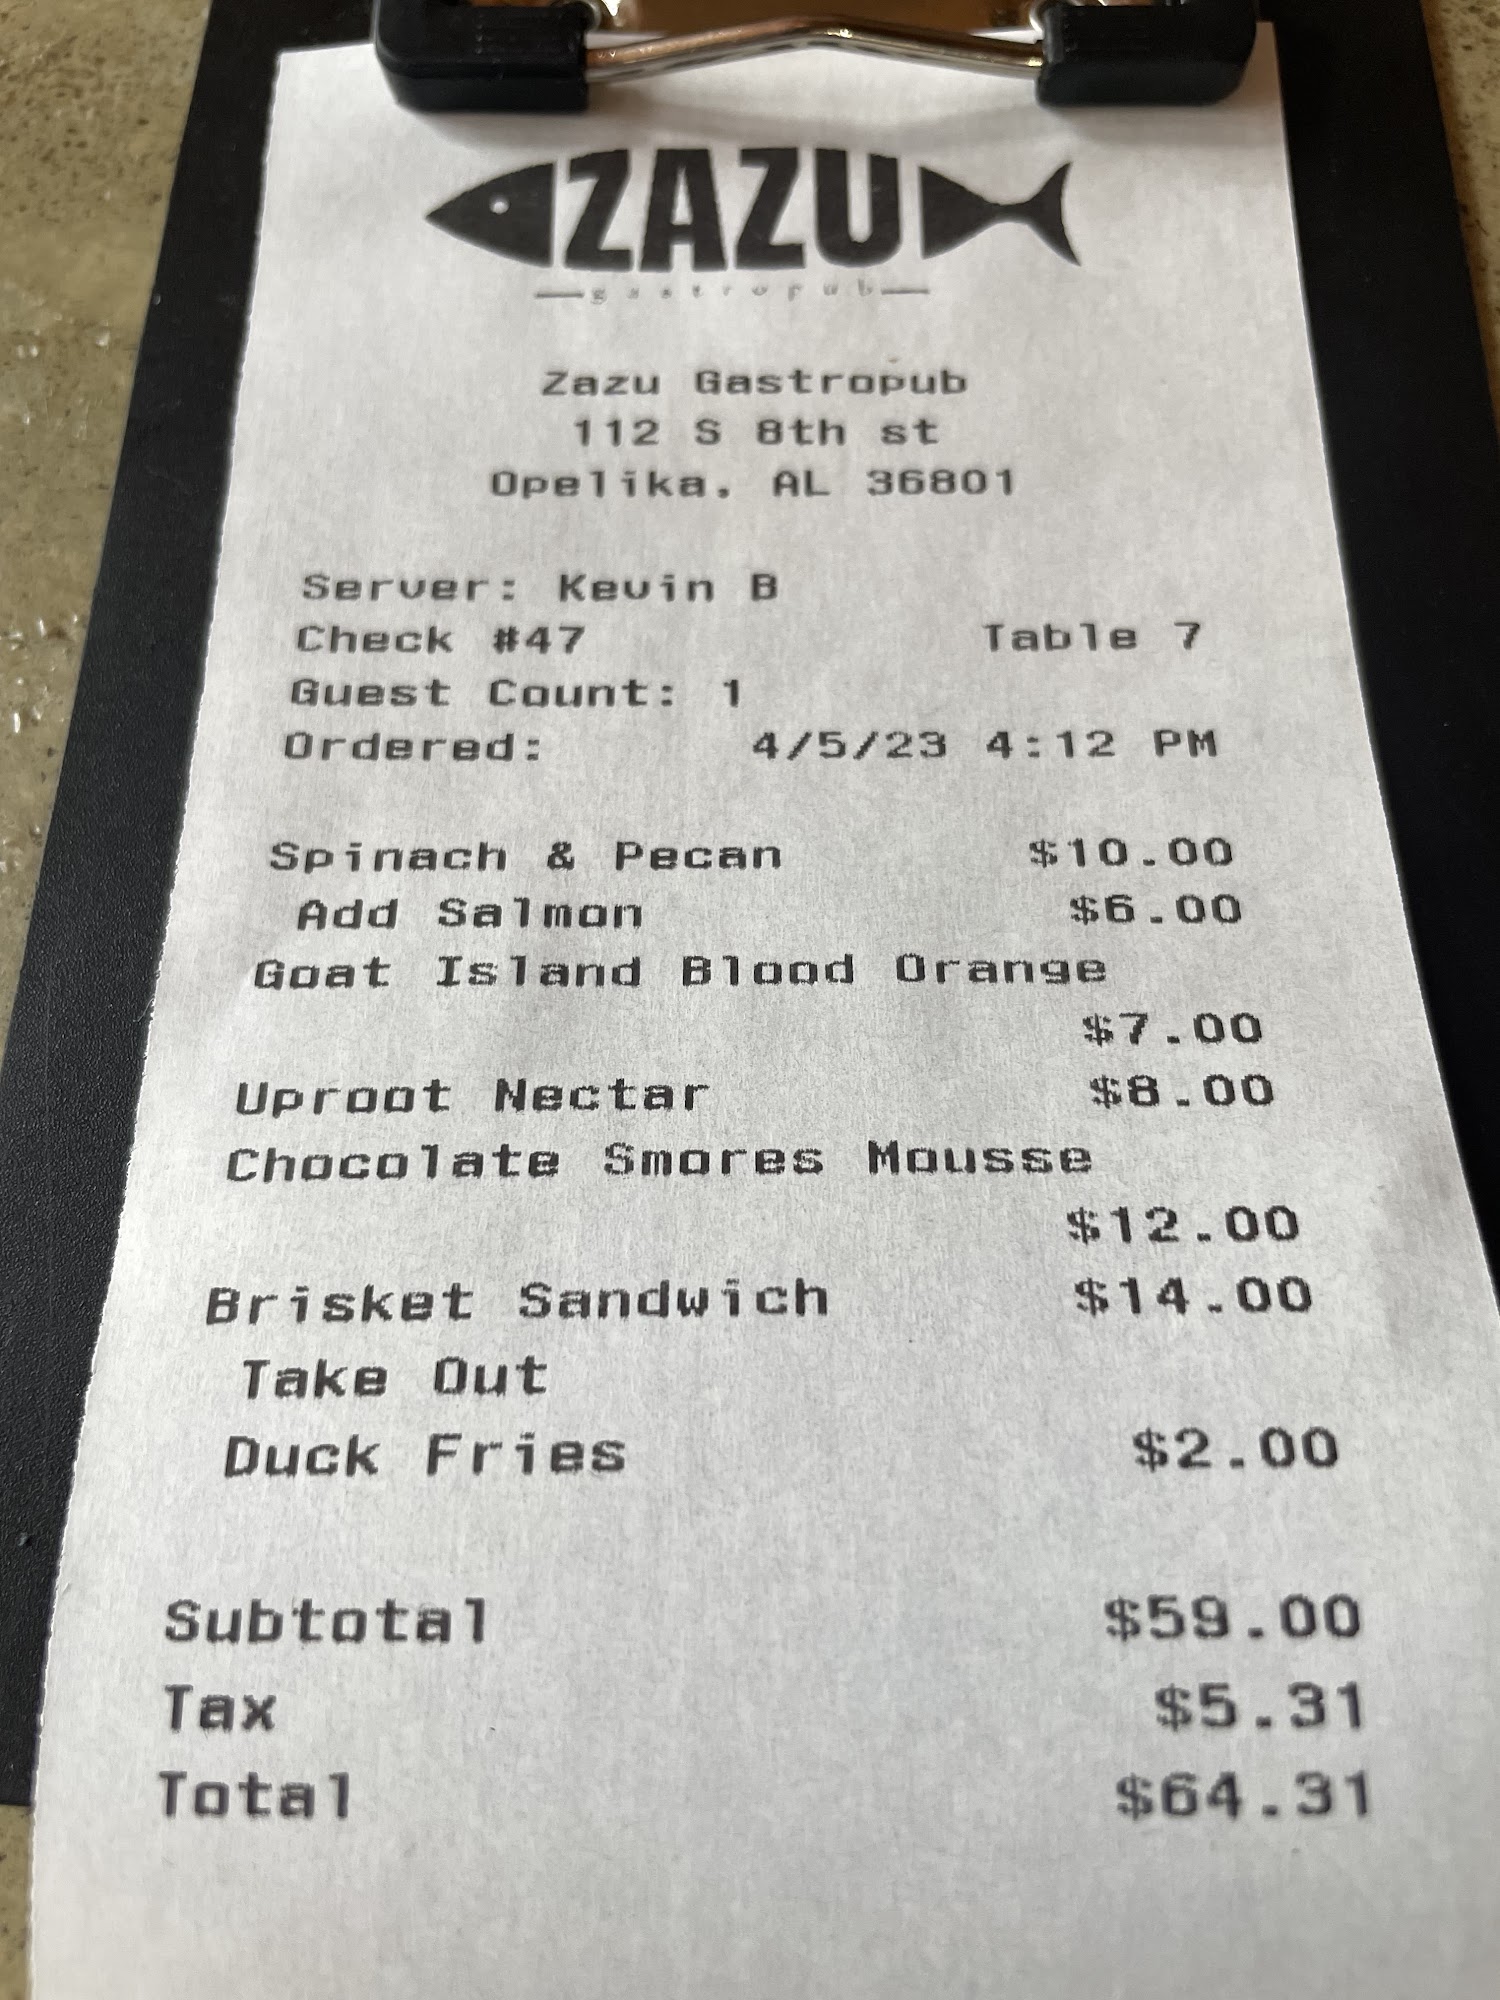 ZAZU
gastropub
Zazu Gastropub
112 S 8th st
Opelika, AL 36801
Server: Kevin B
Check #47 Table 7
Guest Count: 1
Ordered: 4/5/23 4:12 PM
Spinach & Pecan $10.00
Add Salmon $6.00
Goat Island Blood Orange
$7.00
Uproot Nectar $8.00
Chocolate Smores Mousse
$12.00
Brisket Sandwich $14.00
Take Out
Duck Fries $2.00
Subtotal $59.00
Tax $5.31
Total $64.31